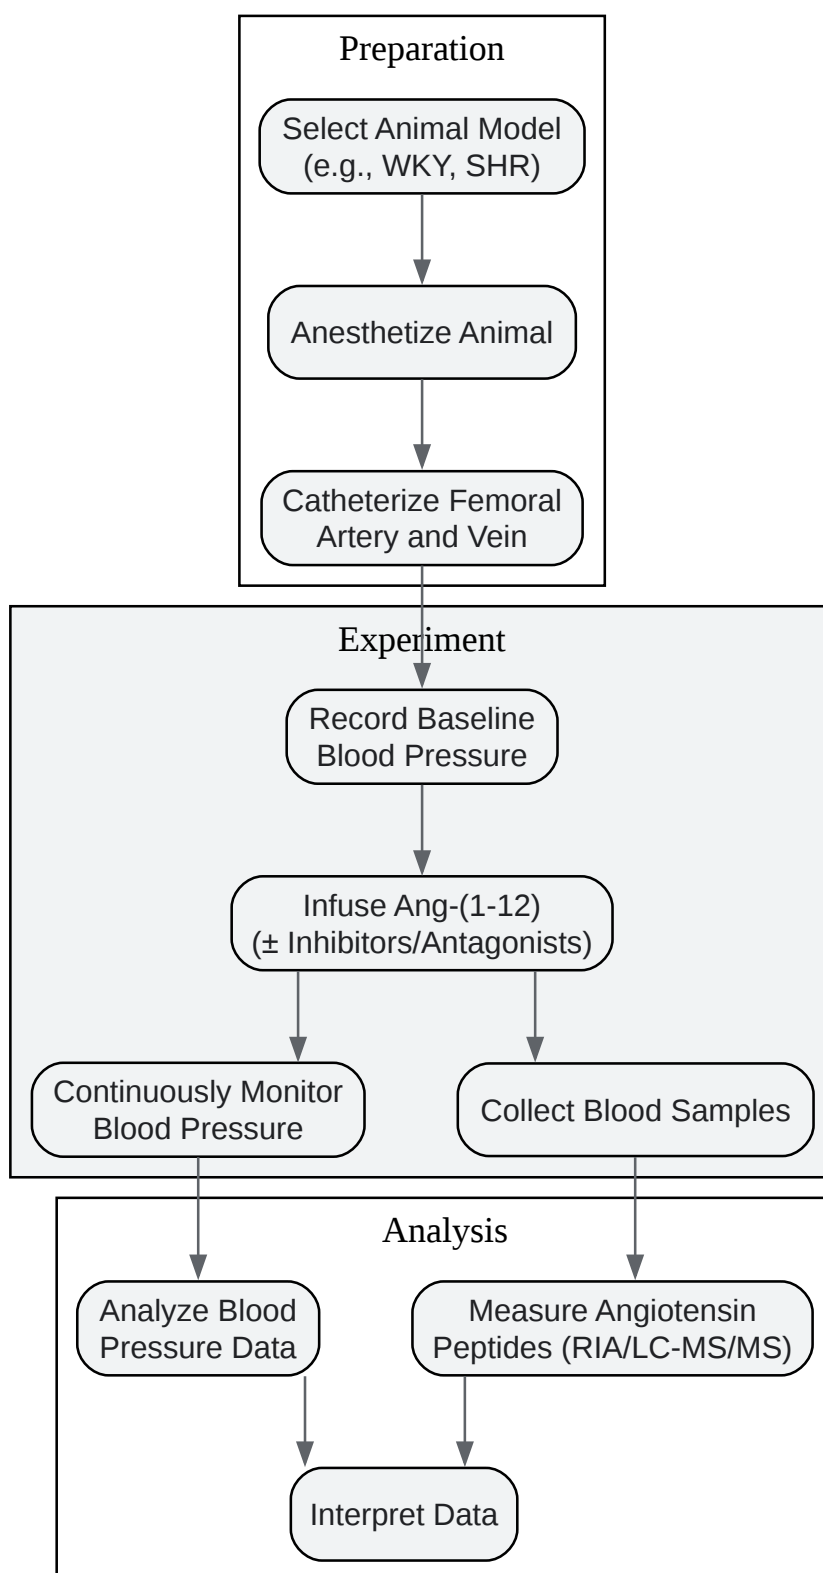 Preparation
Select Animal Model
(e.g., WKY, SHR)
Anesthetize Animal
Catheterize Femoral
Artery and Vein
Experiment
Record Baseline
Blood Pressure
Infuse Ang-(1-12)
(± Inhibitors/Antagonists)
Continuously Monitor
Blood Pressure
Collect Blood Samples
Analysis
Analyze Blood
Pressure Data
Measure Angiotensin
Peptides (RIA/LC-MS/MS)
Interpret Data